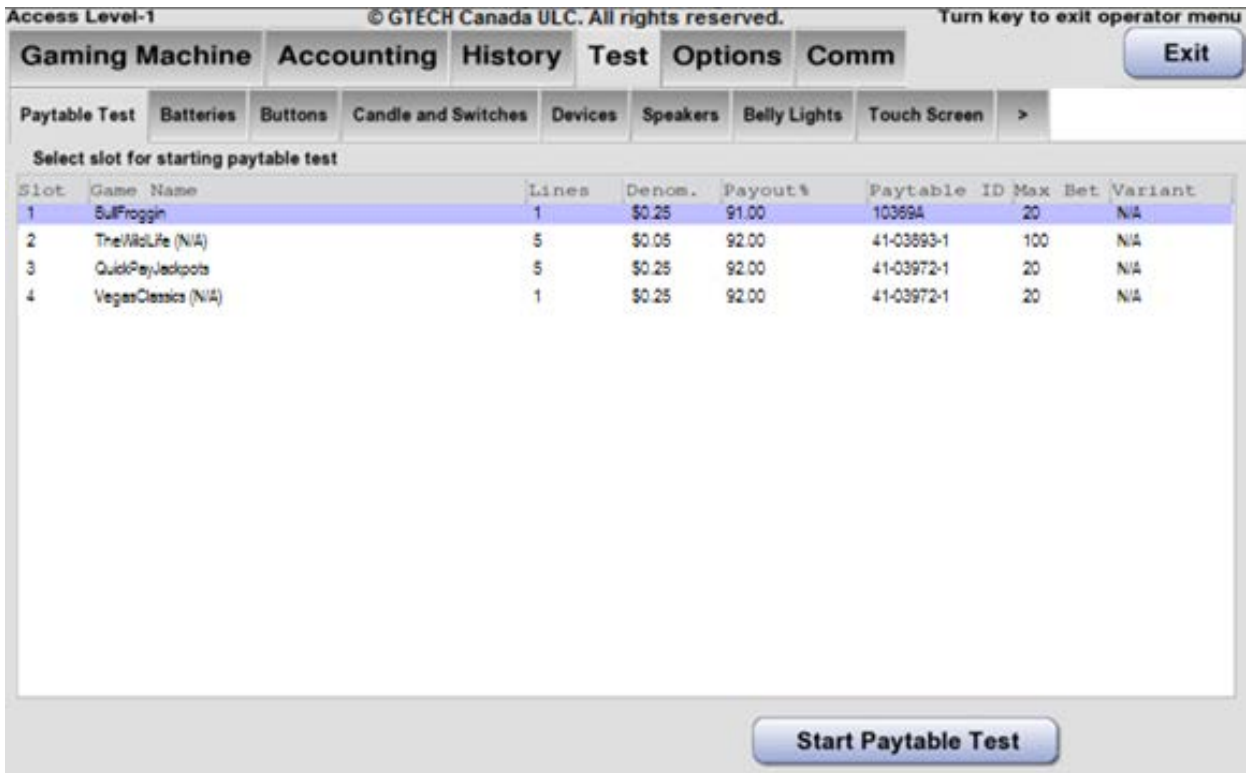 Access Level-1 © GTECH Canada ULC. All rights reserved. Turn key to exit operator menu
Gaming Machine Accounting History Test Options Comm Exit
Paytable Test Batteries Buttons Candle and Switches Devices Speakers Belly Lights Touch Screen >
Select slot for starting paytable test
Slot Game Name Lines Denom. Payout% Paytable ID Max Bet Variant
1 BullFroggin 1 $0.25 91.00 10369A 20 N/A
2 TheWildLife (N/A) 5 $0.05 92.00 41-03893-1 100 N/A
3 QuickPayJackpots 5 $0.25 92.00 41-03972-1 20 N/A
4 VegasClassics (N/A) 1 $0.25 92.00 41-03972-1 20 N/A
Start Paytable Test